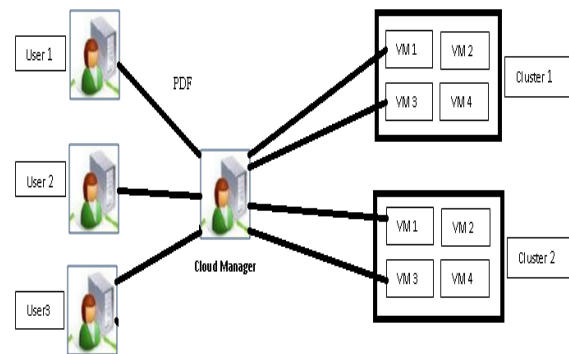 User 1
PDF
VM 1
VM 2
VM 3
VM 4
Cluster 1
User 2
Cloud Manager
VM 1
VM 2
VM 3
VM 4
Cluster 2
User3